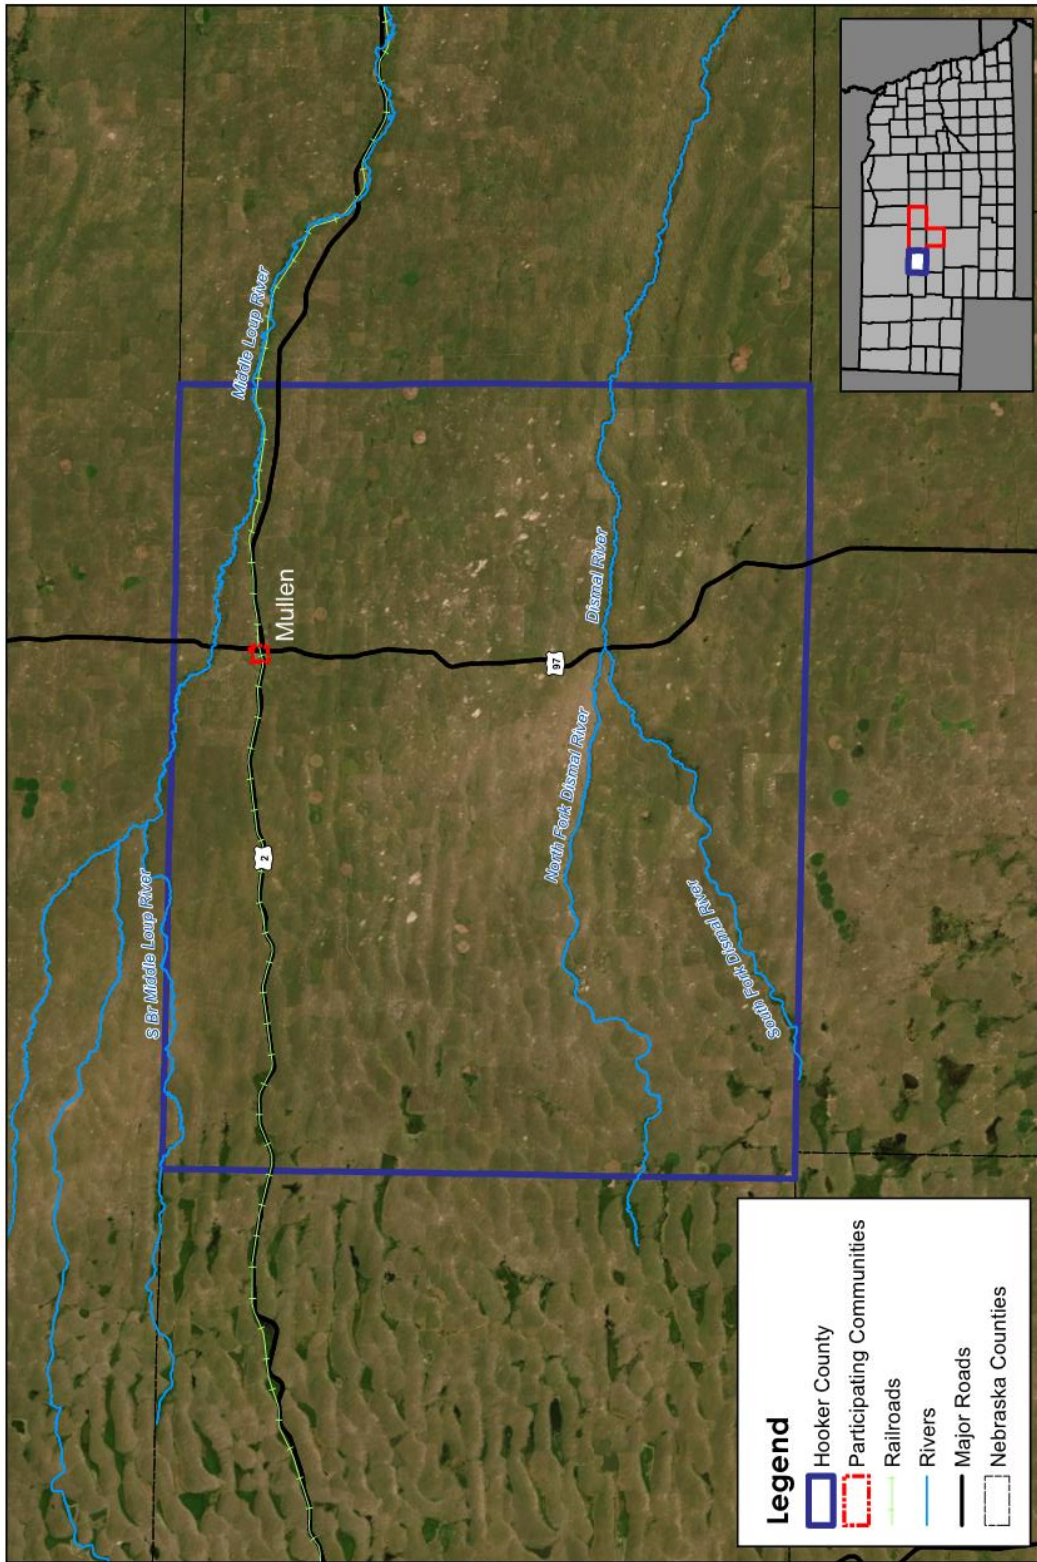 Middle Loup River
S Br Middle Loup River
Mullen
2
97
Dismal River
North Fork Dismal River
South Fork Dismal River
Legend
Hooker County
Participating Communities
Railroads
Rivers
Major Roads
Nebraska Counties